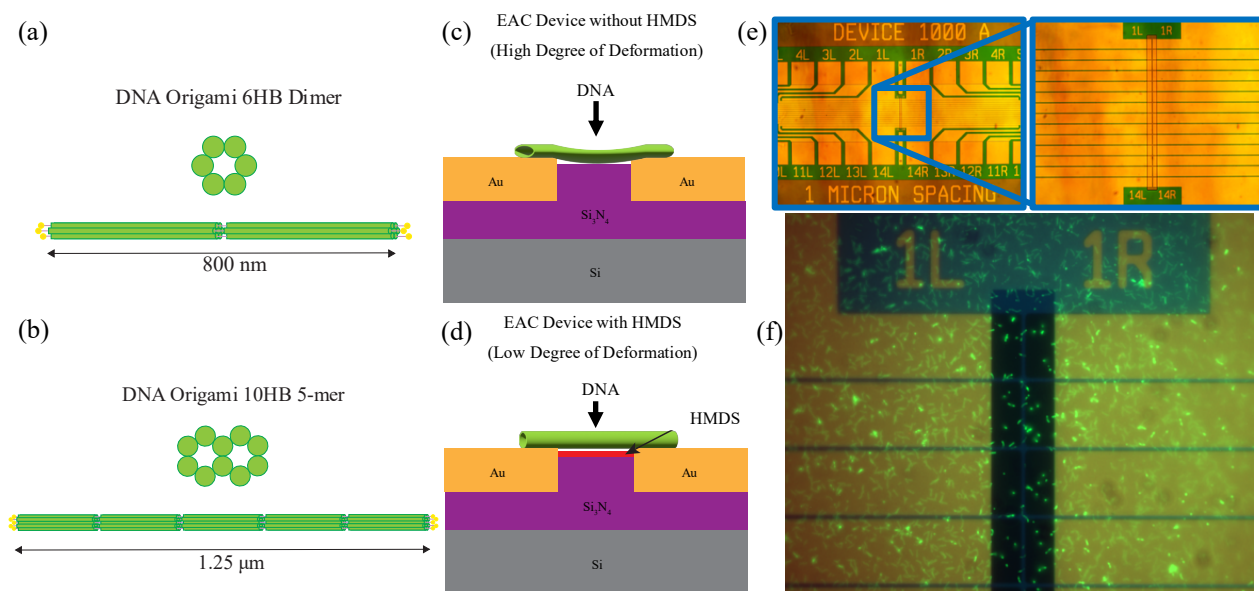 (a)
DNA Origami 6HB Dimer
800 nm
(b)
DNA Origami 10HB 5-mer
1.25 μm
(c)
EAC Device without HMDS
(High Degree of Deformation)
DNA
Au
Au
Si₃N₄
Si
(d)
EAC Device with HMDS
(Low Degree of Deformation)
DNA
HMDS
Au
Au
Si₃N₄
Si
(e)
DEVICE 1000 A
4L 3L 2L 1L 1R 2R 3R 4R
11L 12L 13L 14L 14R 13R 12R 11R
1 MICRON SPACING
1L 1R
14L 14R
(f)
1L 1R